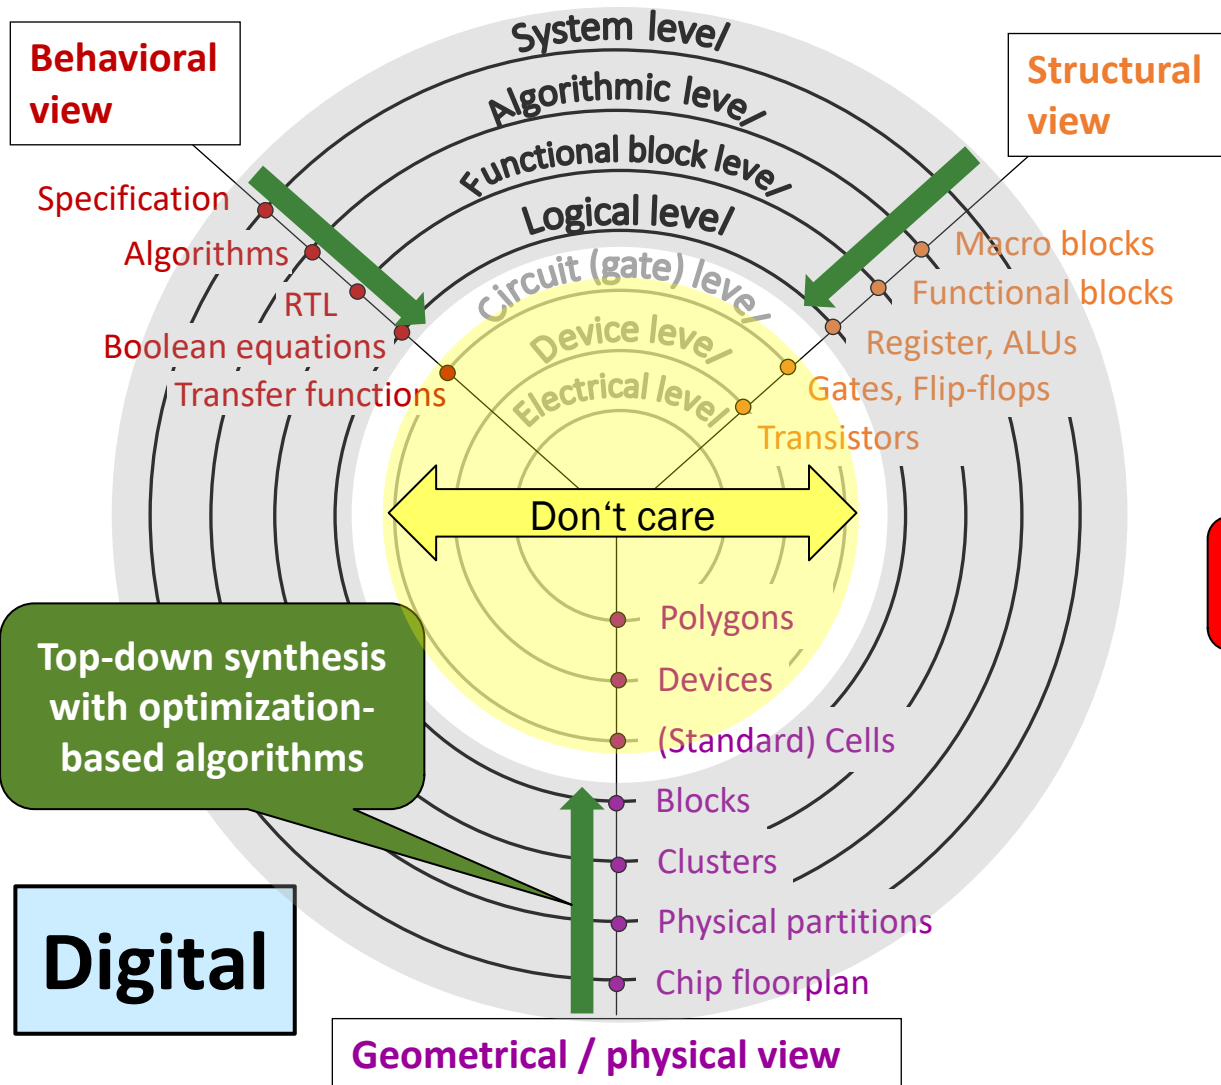 System level/
Behavioral
view
Structural
view
Algorithmic level/
Functional block level/
Logical level/
Circuit (gate) level/
Device level/
Electrical level/
Specification
Algorithms
RTL
Boolean equations
Transfer functions
Macro blocks
Functional blocks
Register, ALUs
Gates, Flip-flops
Transistors
Don‘t care
Polygons
Devices
(Standard) Cells
Blocks
Clusters
Physical partitions
Chip floorplan
Top-down synthesis
with optimization-
based algorithms
Digital
Geometrical / physical view